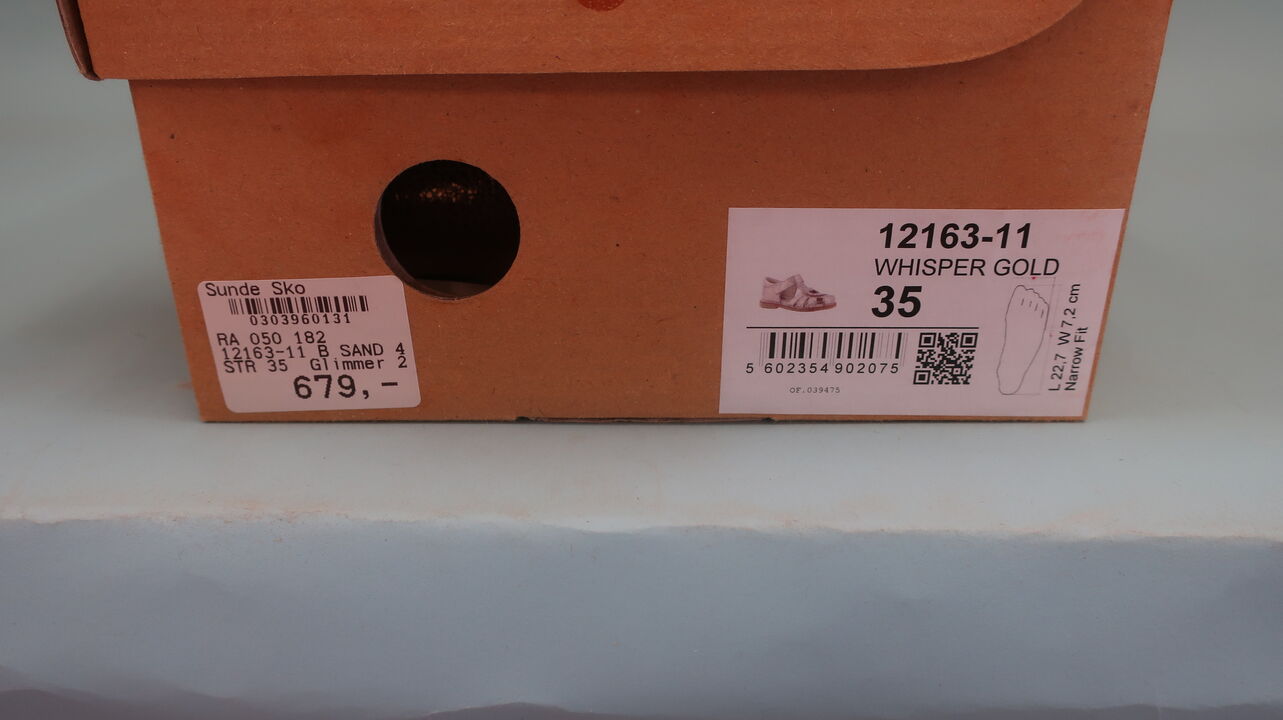 Sunde Sko
0303960131
RA 050 182
12163-11 B SAND 4
STR 35 Glimmer 2
679,-
12163-11
WHISPER GOLD
35
5 602354 902075
OF.039475
L 22,7 W 7,2 cm
Narrow Fit